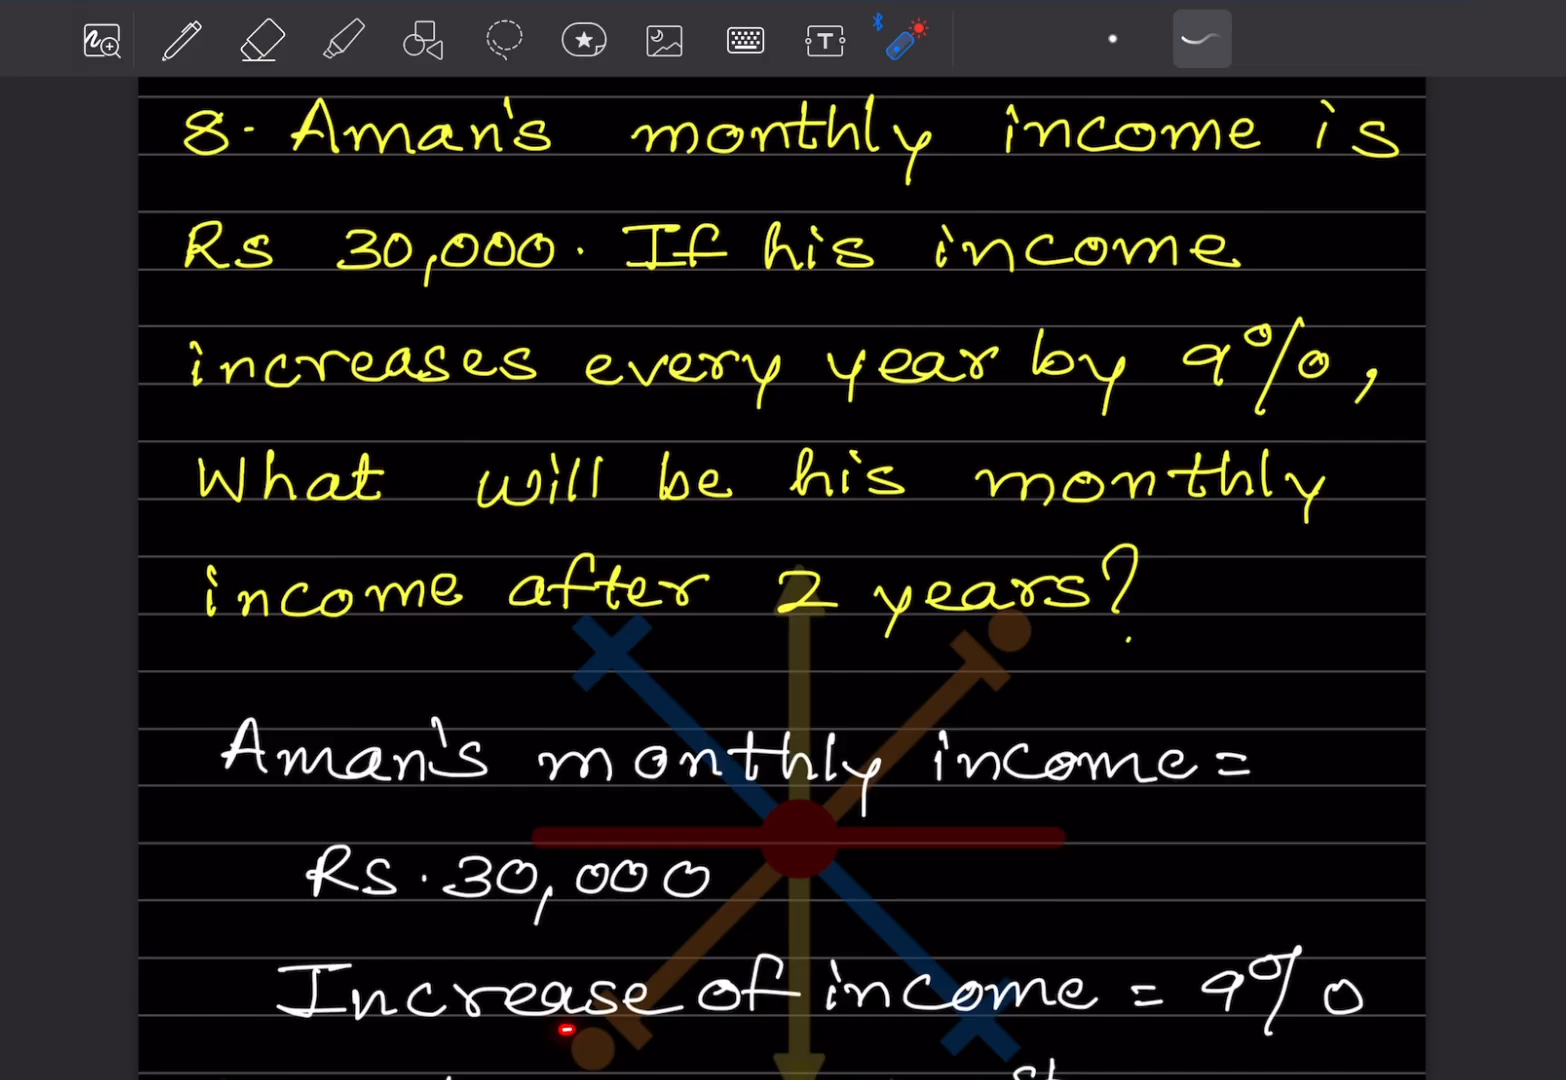 8. Aman's monthly income is
Rs 30,000. If his income
increases every year by 9%,
What will be his monthly
income after 2 years?
Aman's monthly income =
Rs. 30,000
Increase of income = 9%